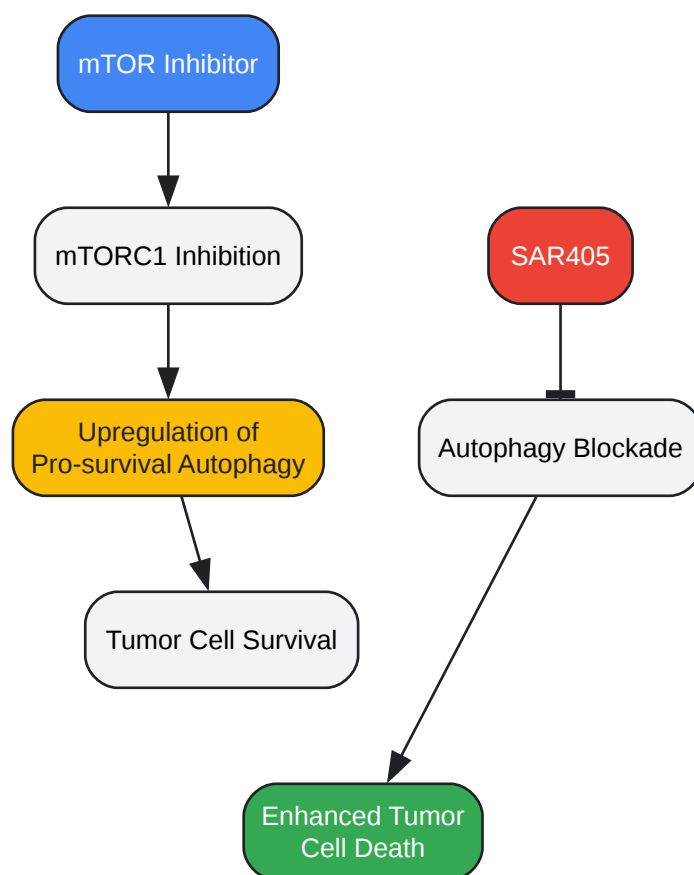 mTOR Inhibitor
mTORC1 Inhibition
SAR405
Upregulation of
Pro-survival Autophagy
Autophagy Blockade
Tumor Cell Survival
Enhanced Tumor
Cell Death